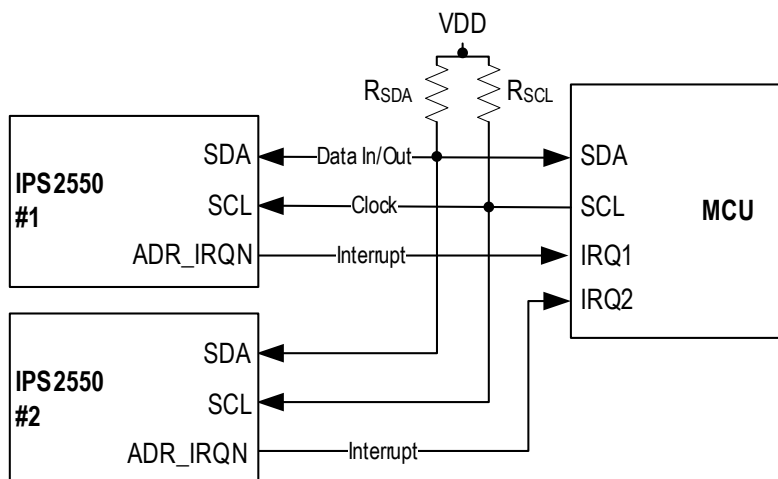 VDD
RSDA
RSCL
IPS2550
#1
SDA
SCL
ADR_IRQN
Data In/Out
Clock
Interrupt
SDA
SCL
IRQ1
IRQ2
MCU
IPS2550
#2
SDA
SCL
ADR_IRQN
Interrupt